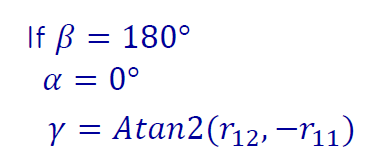 If β = 180°
α = 0°
γ = Atan2(r₁₂, −r₁₁)